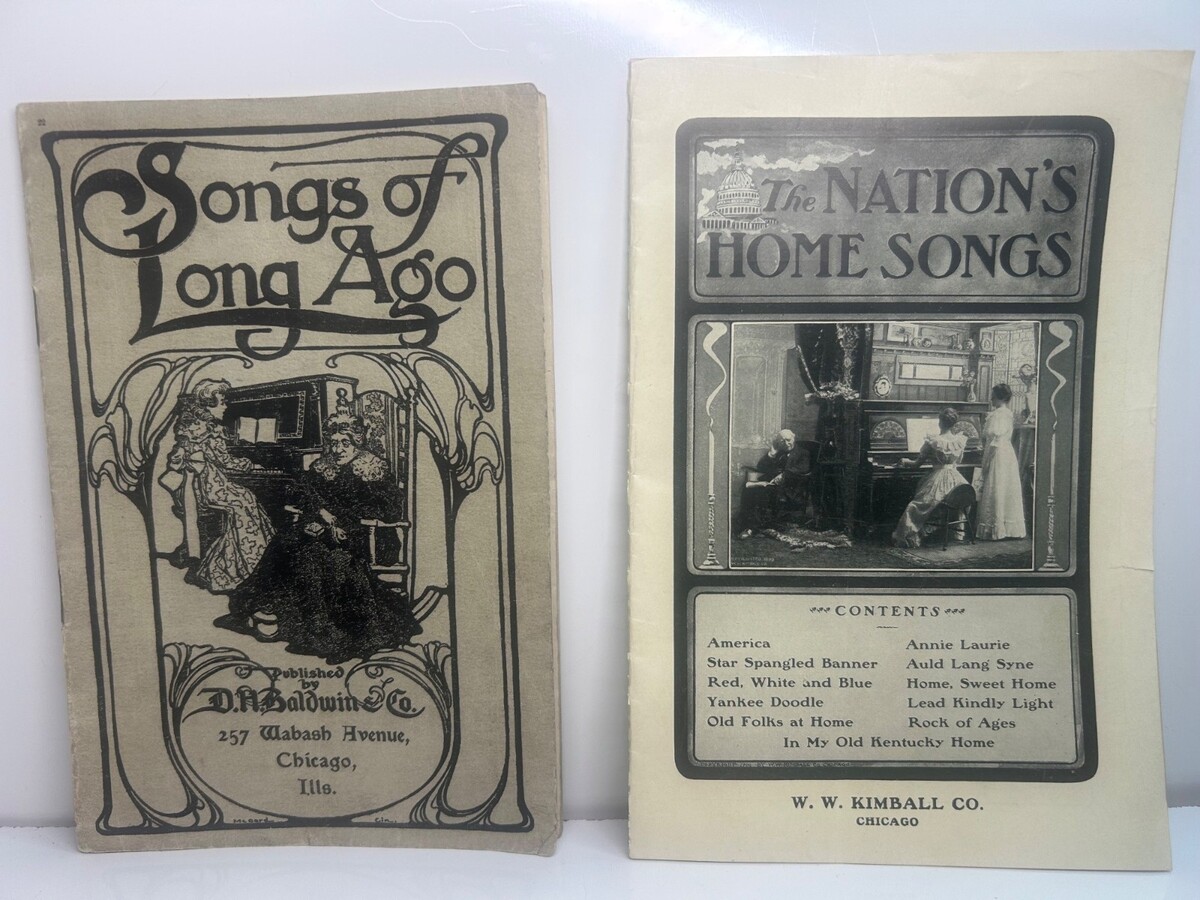 22
Songs of
Long Ago
Published
by
D.H. Baldwin & Co.
257 Wabash Avenue,
Chicago,
Ills.
The NATION'S
HOME SONGS
CONTENTS
America
Star Spangled Banner
Red, White and Blue
Yankee Doodle
Old Folks at Home
Annie Laurie
Auld Lang Syne
Home, Sweet Home
Lead Kindly Light
Rock of Ages
In My Old Kentucky Home
W. W. KIMBALL CO.
CHICAGO